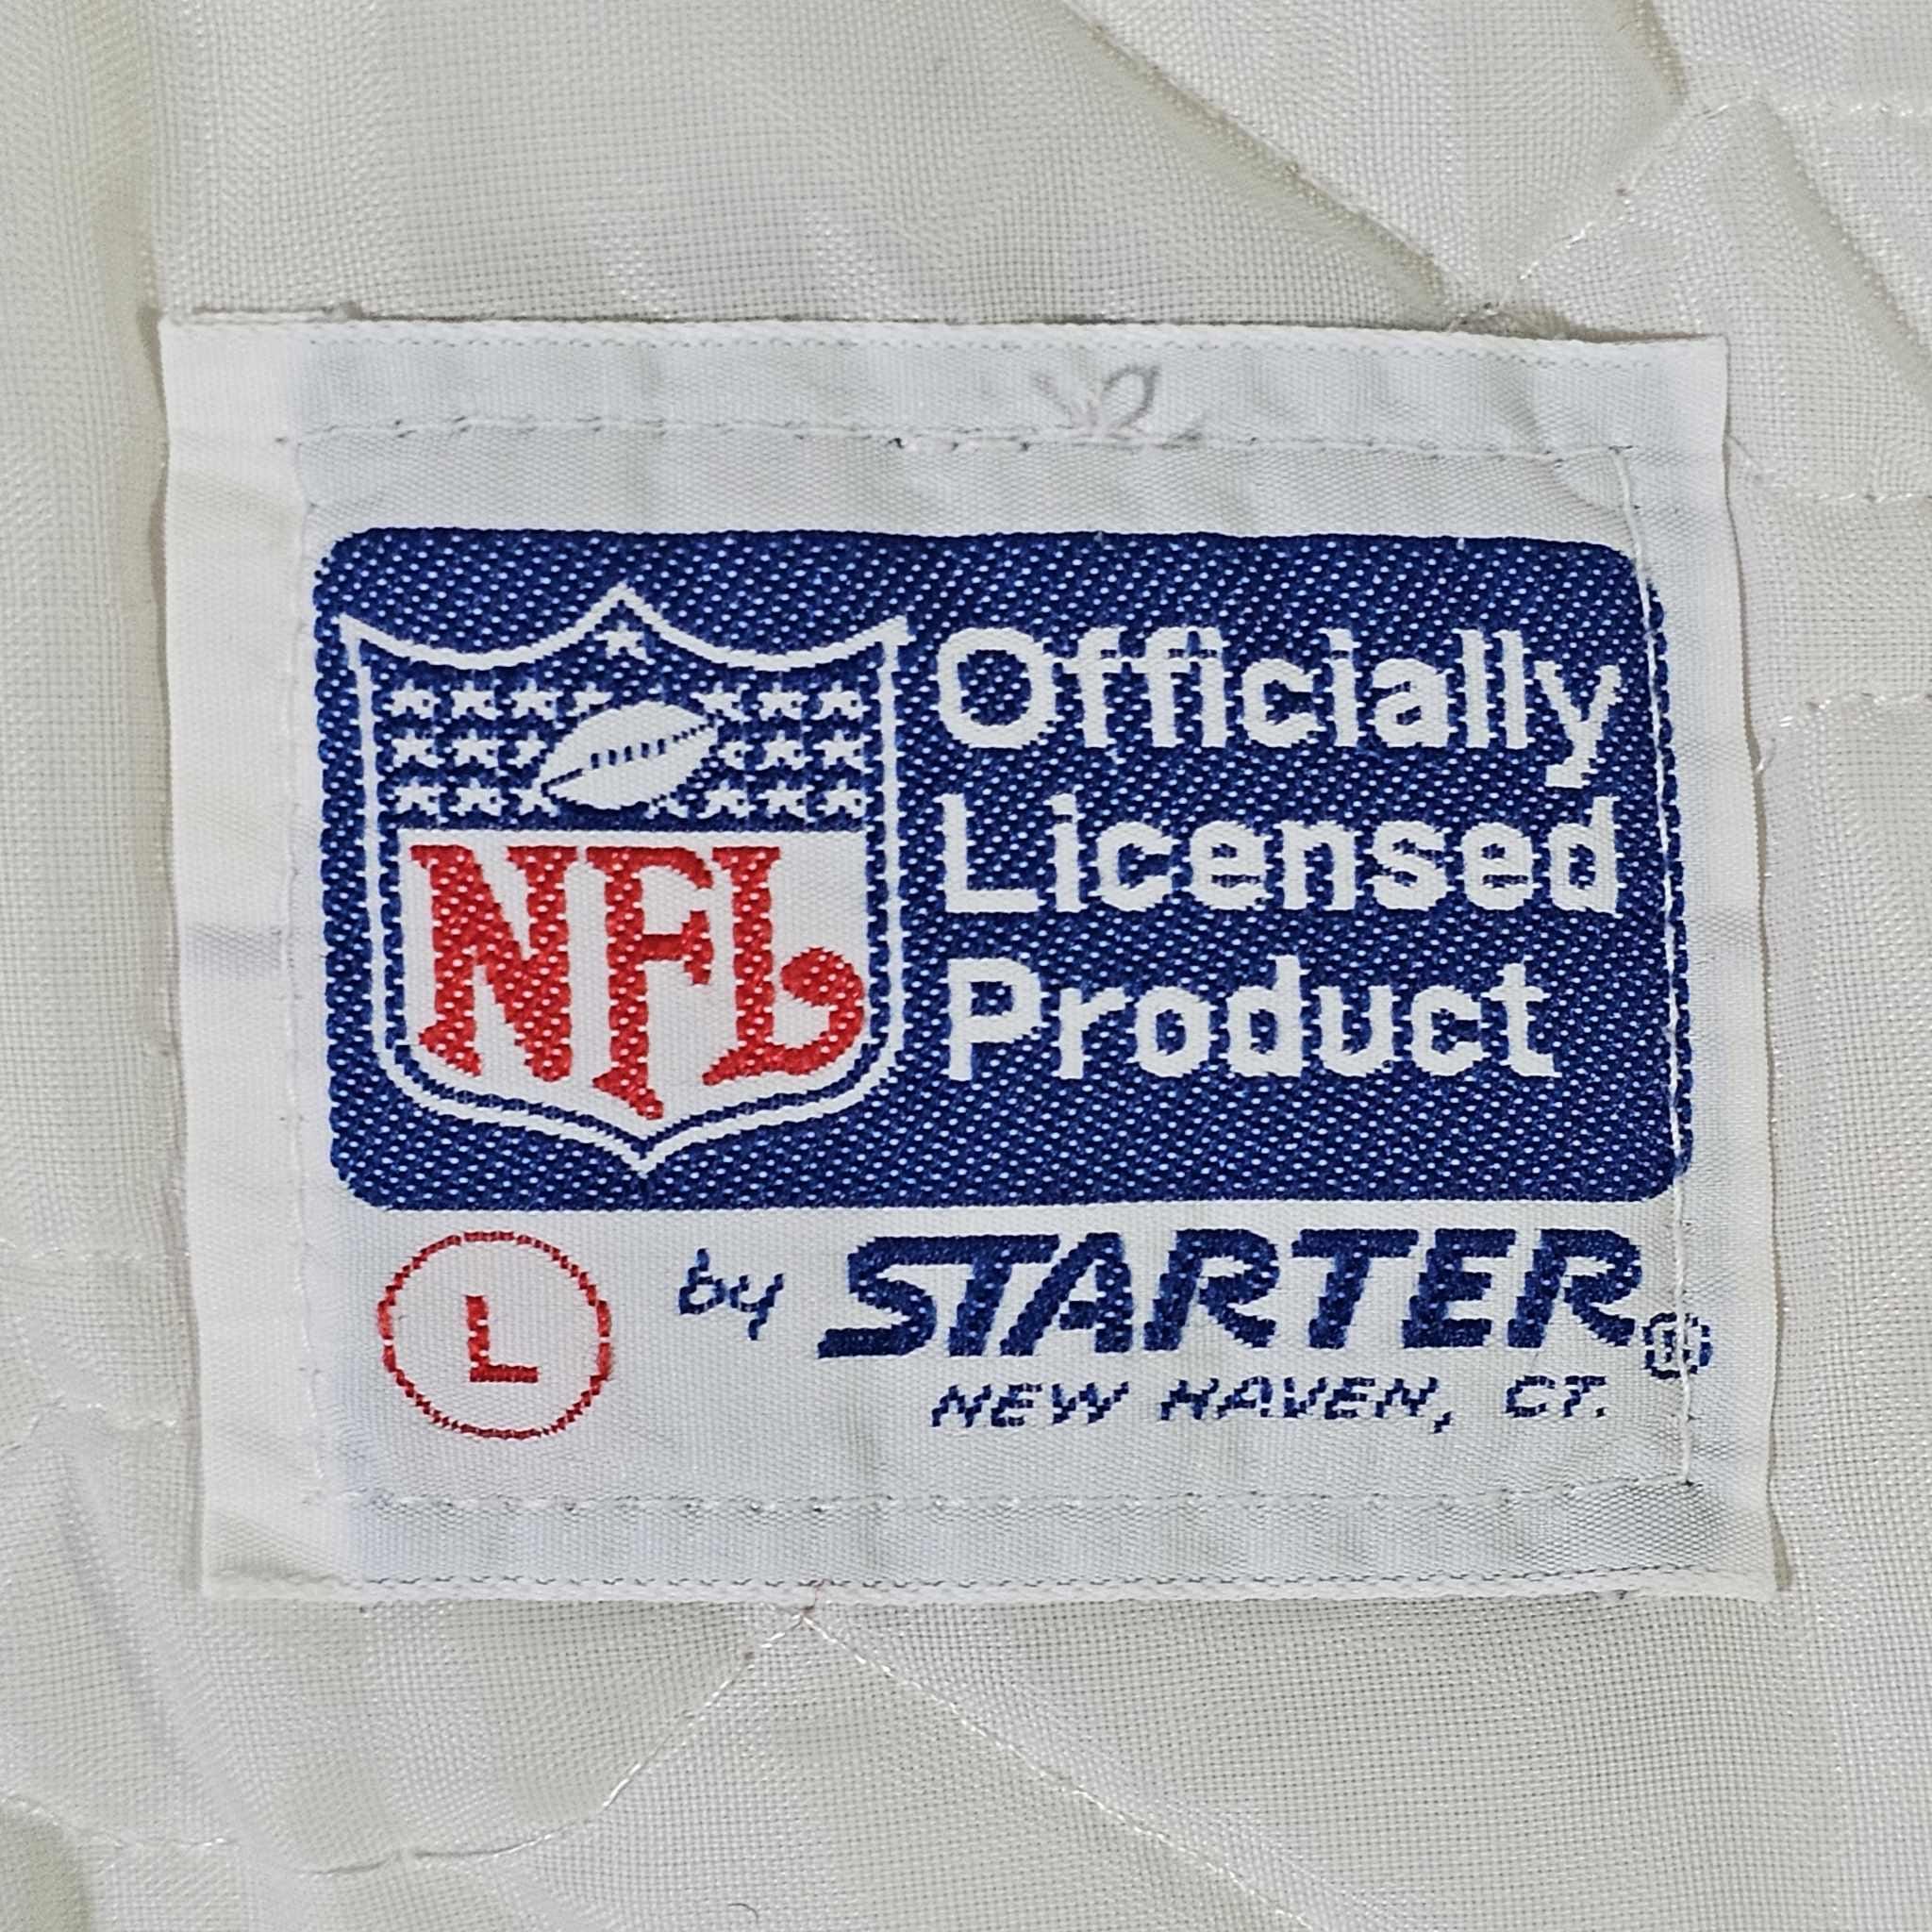 NFL
Officially
Licensed
Product
L
by STARTER®
NEW HAVEN, CT.